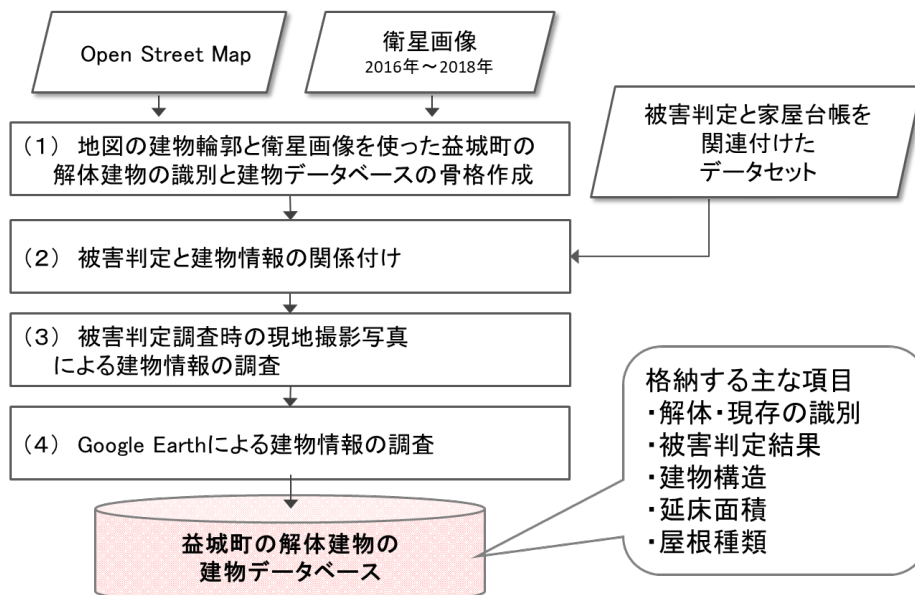 Open Street Map
衛星画像
2016年～2018年
被害判定と家屋台帳を
関連付けた
データセット
（1） 地図の建物輪郭と衛星画像を使った益城町の
解体建物の識別と建物データベースの骨格作成
（2） 被害判定と建物情報の関係付け
（3） 被害判定調査時の現地撮影写真
による建物情報の調査
（4） Google Earthによる建物情報の調査
益城町の解体建物の
建物データベース
格納する主な項目
・解体・現存の識別
・被害判定結果
・建物構造
・延床面積
・屋根種類